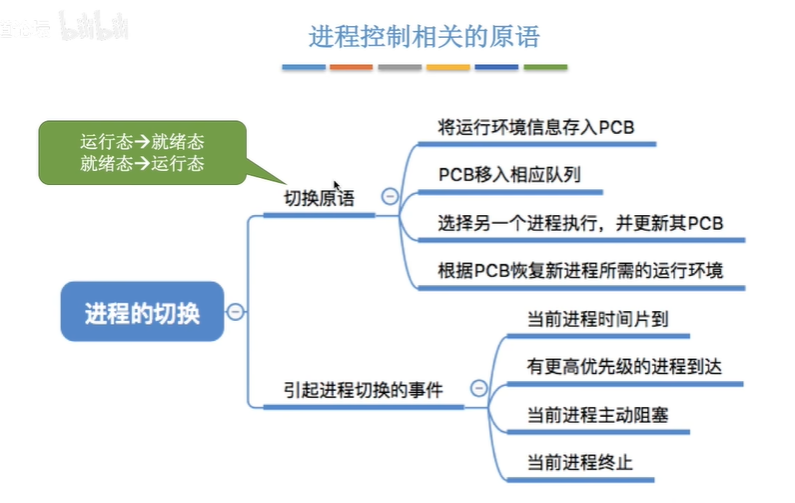 bilibili
进程控制相关的原语
运行态→就绪态
就绪态→运行态
切换原语
将运行环境信息存入PCB
PCB移入相应队列
选择另一个进程执行，并更新其PCB
根据PCB恢复新进程所需的运行环境
进程的切换
引起进程切换的事件
当前进程时间片到
有更高优先级的进程到达
当前进程主动阻塞
当前进程终止